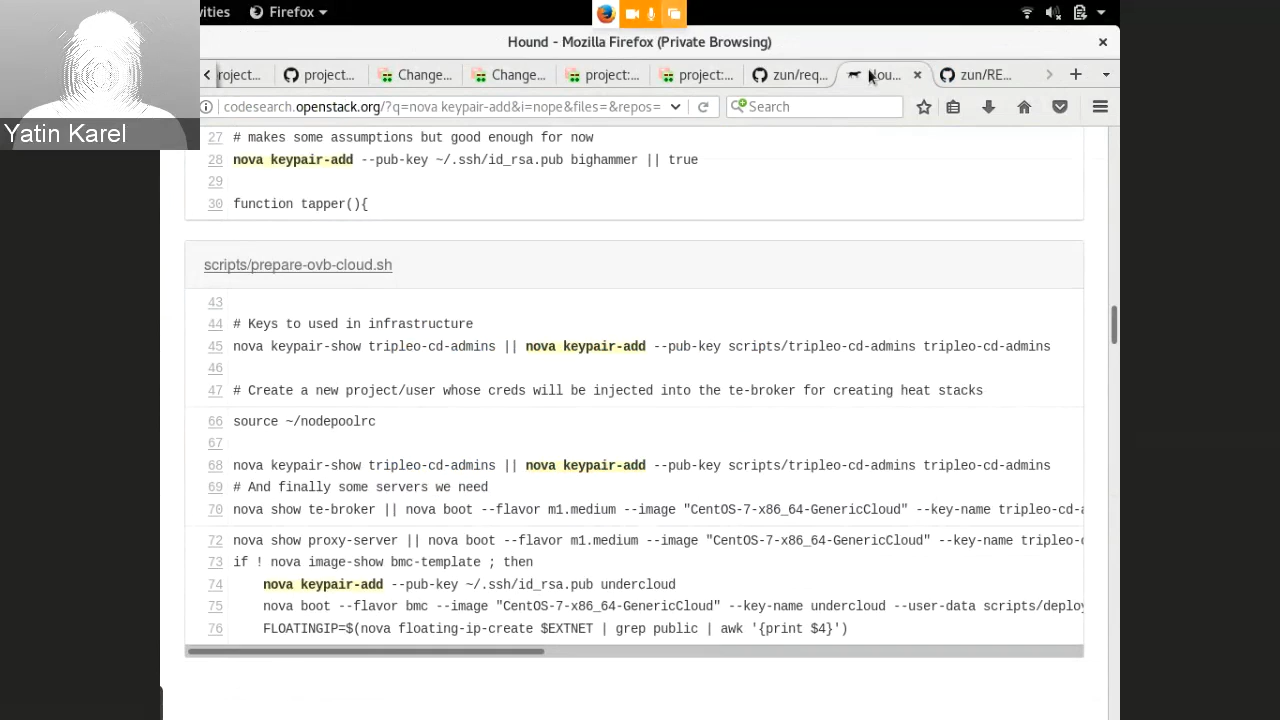 ivities Firefox
Hound - Mozilla Firefox (Private Browsing)
roject... project... Change... Change... project:... project:... zun/req... Hou... zun/RE...
codesearch.openstack.org/?q=nova keypair-add&i=nope&files=&repos= Search
Yatin Karel
27 # makes some assumptions but good enough for now
28 nova keypair-add --pub-key ~/.ssh/id_rsa.pub bighammer || true
29
30 function tapper(){
scripts/prepare-ovb-cloud.sh
43
44 # Keys to used in infrastructure
45 nova keypair-show tripleo-cd-admins || nova keypair-add --pub-key scripts/tripleo-cd-admins tripleo-cd-admins
46
47 # Create a new project/user whose creds will be injected into the te-broker for creating heat stacks
66 source ~/nodepoolrc
67
68 nova keypair-show tripleo-cd-admins || nova keypair-add --pub-key scripts/tripleo-cd-admins tripleo-cd-admins
69 # And finally some servers we need
70 nova show te-broker || nova boot --flavor m1.medium --image "CentOS-7-x86_64-GenericCloud" --key-name tripleo-cd-a
72 nova show proxy-server || nova boot --flavor m1.medium --image "CentOS-7-x86_64-GenericCloud" --key-name tripleo-c
73 if ! nova image-show bmc-template ; then
74 nova keypair-add --pub-key ~/.ssh/id_rsa.pub undercloud
75 nova boot --flavor bmc --image "CentOS-7-x86_64-GenericCloud" --key-name undercloud --user-data scripts/deploy
76 FLOATINGIP=$(nova floating-ip-create $EXTNET | grep public | awk '{print $4}')